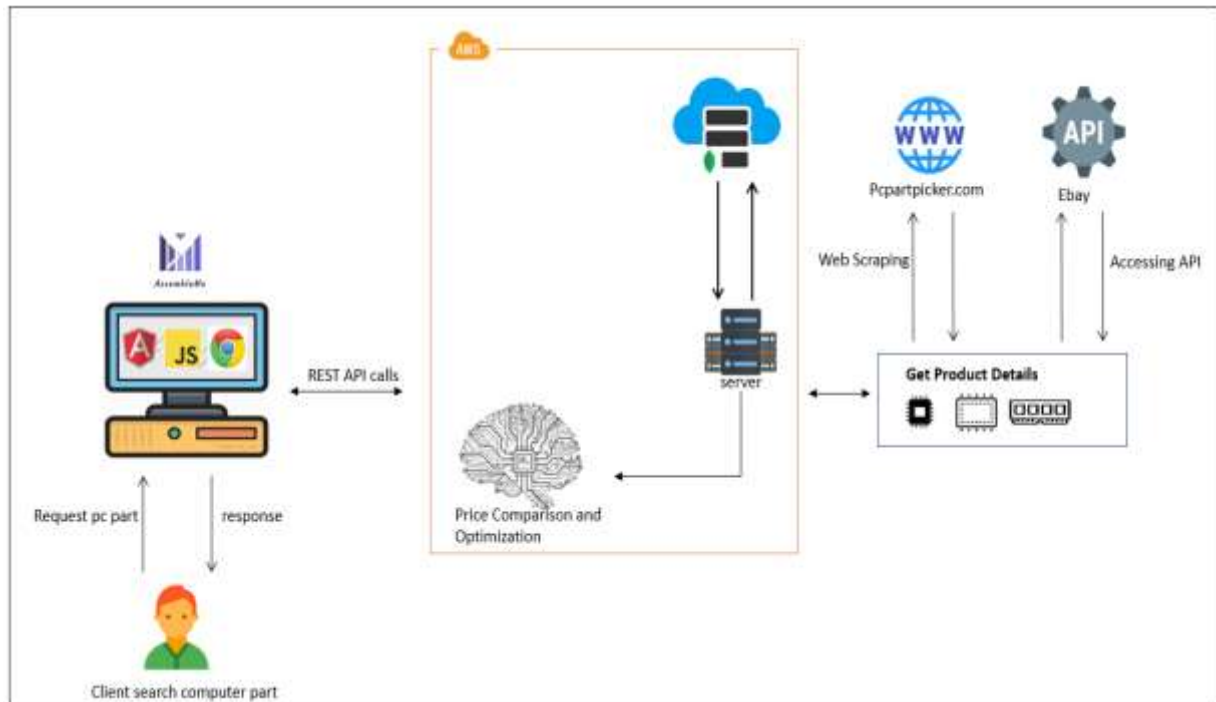 AWS
WWW
API
Pcpartpicker.com
Ebay
Web Scraping
Accessing API
AssembleMe
JS
REST API calls
server
Get Product Details
Price Comparison and
Optimization
Request pc part
response
Client search computer part